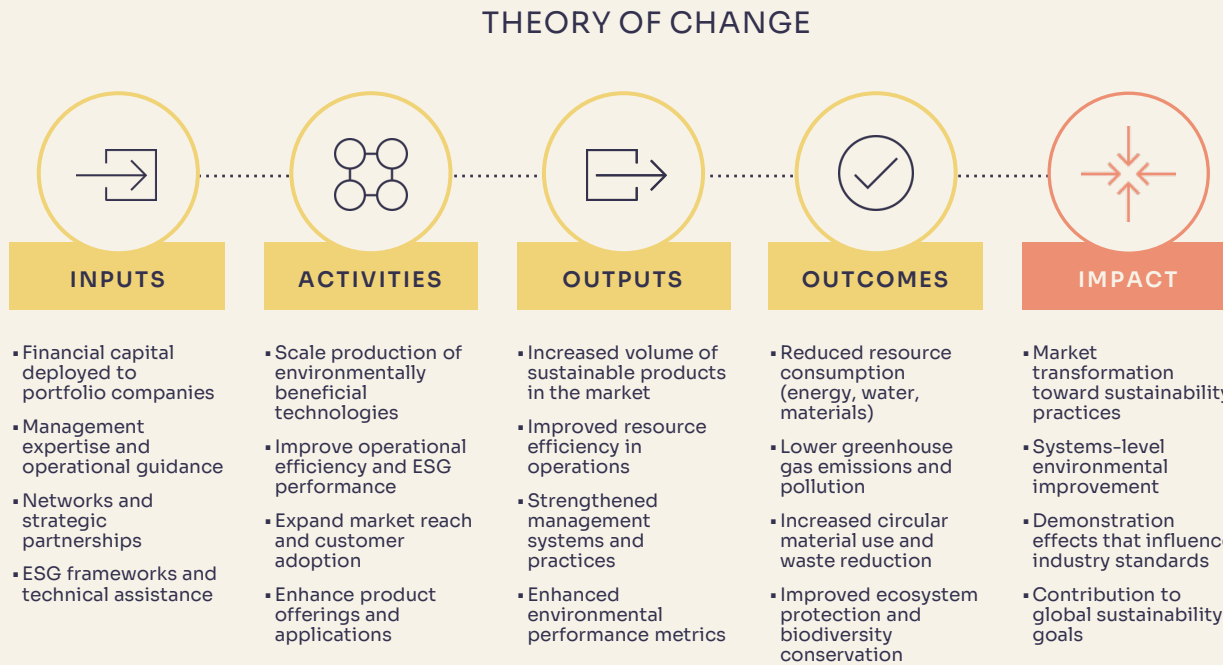 THEORY OF CHANGE
INPUTS
▪ Financial capital
deployed to
portfolio companies
▪ Management
expertise and
operational guidance
▪ Networks and
strategic
partnerships
▪ ESG frameworks and
technical assistance
ACTIVITIES
▪ Scale production of
environmentally
beneficial
technologies
▪ Improve operational
efficiency and ESG
performance
▪ Expand market reach
and customer
adoption
▪ Enhance product
offerings and
applications
OUTPUTS
▪ Increased volume of
sustainable products
in the market
▪ Improved resource
efficiency in
operations
▪ Strengthened
management
systems and
practices
▪ Enhanced
environmental
performance metrics
OUTCOMES
▪ Reduced resource
consumption
(energy, water,
materials)
▪ Lower greenhouse
gas emissions and
pollution
▪ Increased circular
material use and
waste reduction
▪ Improved ecosystem
protection and
biodiversity
conservation
IMPACT
▪ Market
transformation
toward sustainability
practices
▪ Systems-level
environmental
improvement
▪ Demonstration
effects that influence
industry standards
▪ Contribution to
global sustainability
goals